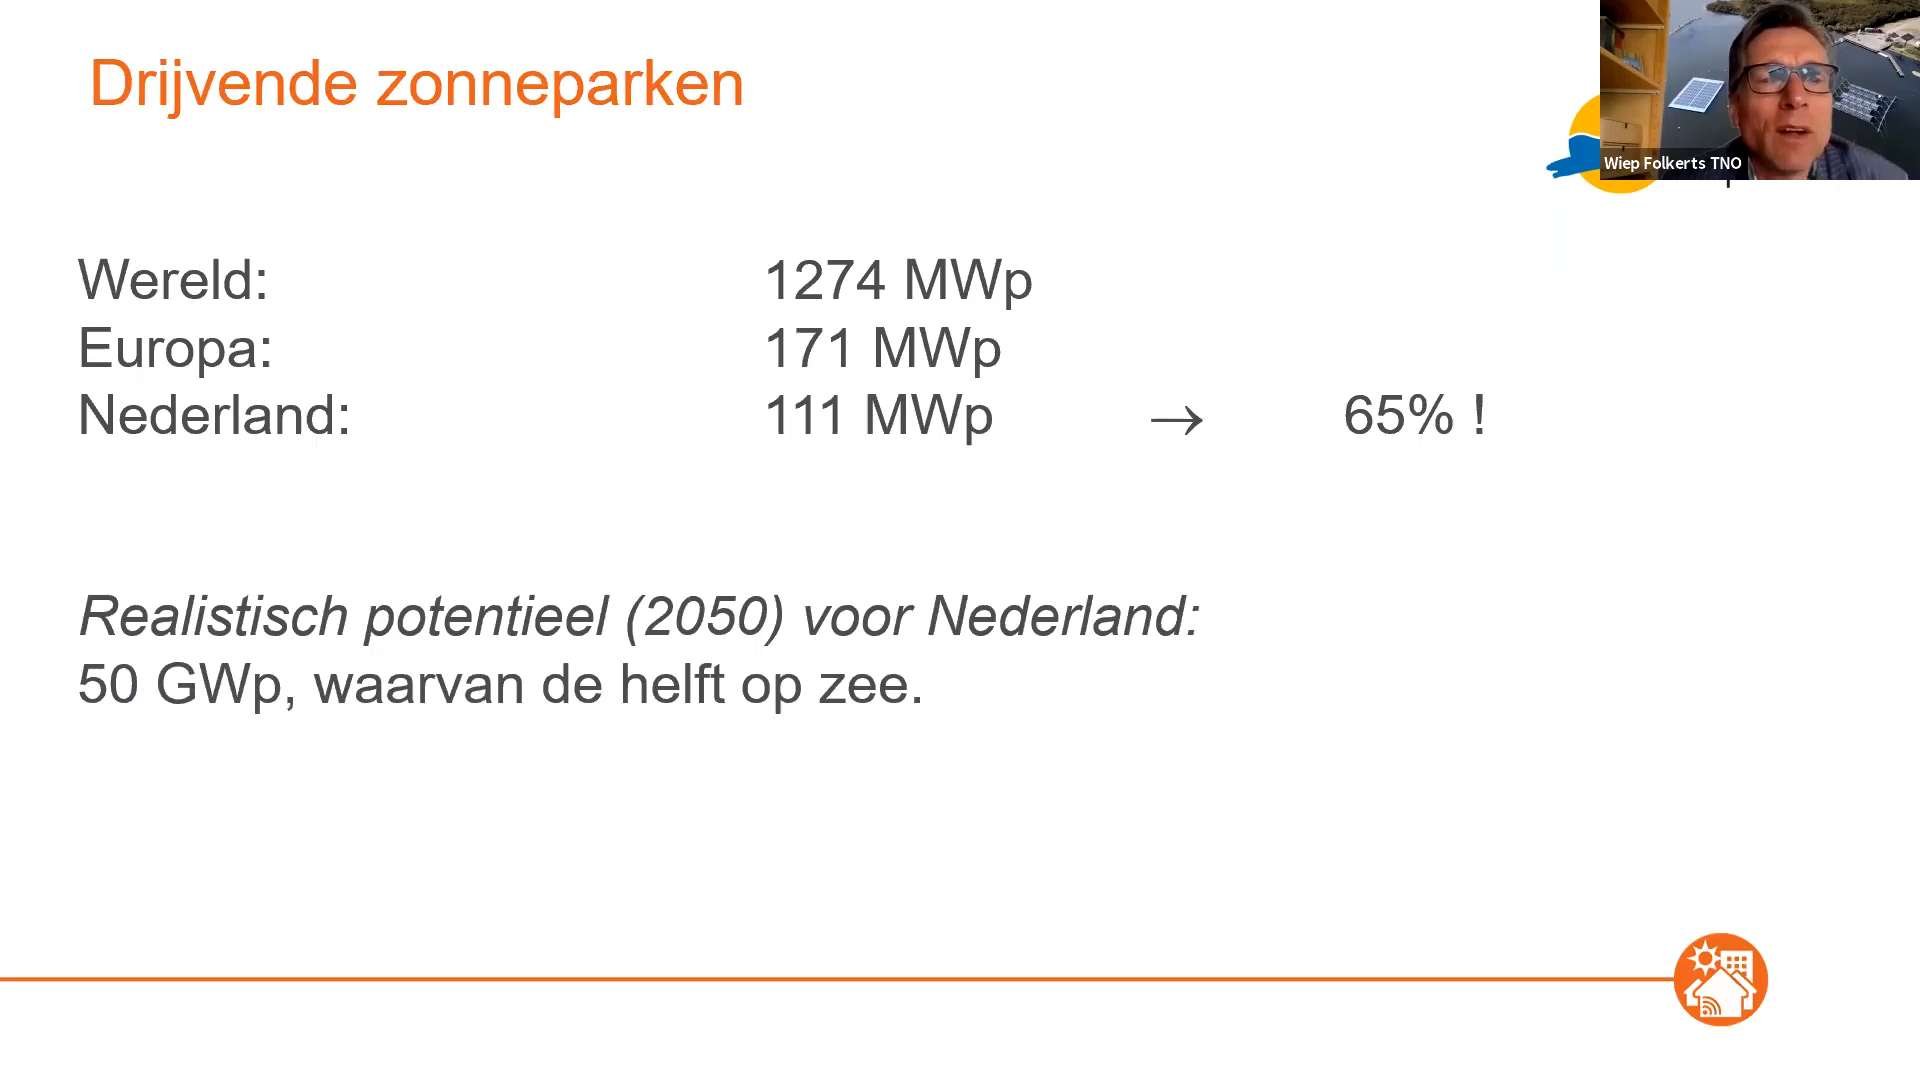 Drijvende zonneparken
Wiep Folkerts TNO
Wereld: 1274 MWp
Europa: 171 MWp
Nederland: 111 MWp → 65% !
Realistisch potentieel (2050) voor Nederland:
50 GWp, waarvan de helft op zee.